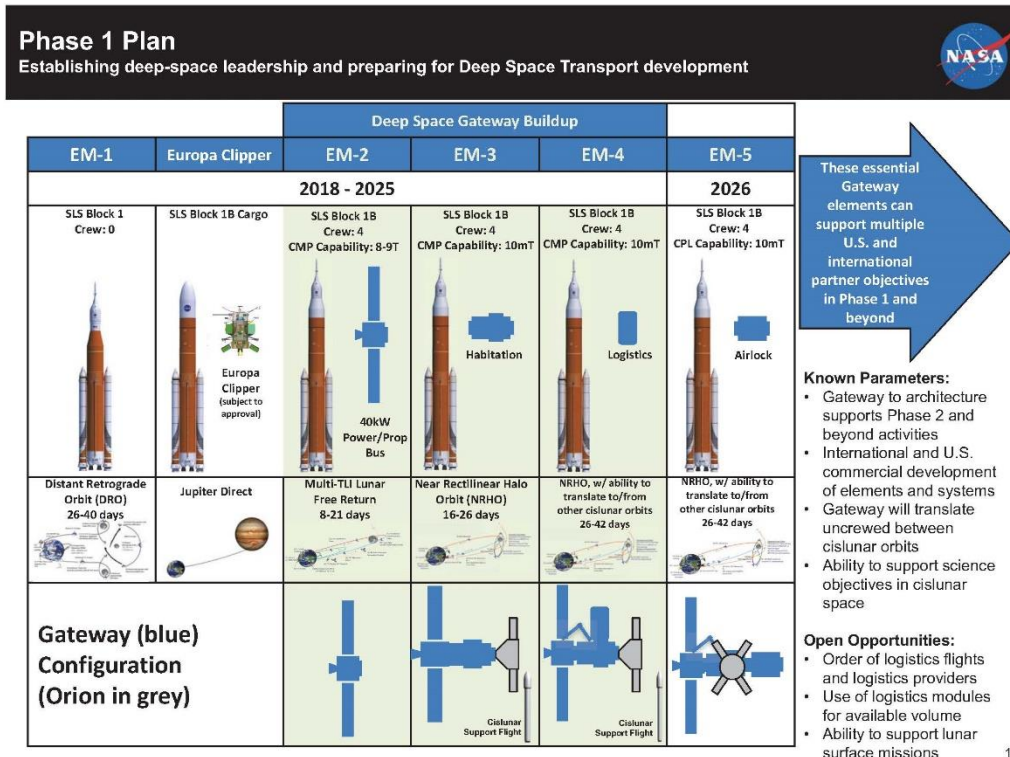 Phase 1 Plan
Establishing deep-space leadership and preparing for Deep Space Transport development
NASA
Deep Space Gateway Buildup
EM-1
Europa Clipper
EM-2
EM-3
EM-4
EM-5
2018 - 2025
2026
SLS Block 1
Crew: 0
SLS Block 1B Cargo
Europa
Clipper
(subject to
approval)
SLS Block 1B
Crew: 4
CMP Capability: 8-9T
40kW
Power/Prop
Bus
SLS Block 1B
Crew: 4
CMP Capability: 10mT
Habitation
SLS Block 1B
Crew: 4
CMP Capability: 10mT
Logistics
SLS Block 1B
Crew: 4
CPL Capability: 10mT
Airlock
Distant Retrograde
Orbit (DRO)
26-40 days
Jupiter Direct
Multi-TLI Lunar
Free Return
8-21 days
Near Rectilinear Halo
Orbit (NRHO)
16-26 days
NRHO, w/ ability to
translate to/from
other cislunar orbits
26-42 days
NRHO, w/ ability to
translate to/from
other cislunar orbits
26-42 days
Gateway (blue)
Configuration
(Orion in grey)
Cislunar
Support Flight
Cislunar
Support Flight
These essential
Gateway
elements can
support multiple
U.S. and
international
partner objectives
in Phase 1 and
beyond
Known Parameters:
• Gateway to architecture
supports Phase 2 and
beyond activities
• International and U.S.
commercial development
of elements and systems
• Gateway will translate
uncrewed between
cislunar orbits
• Ability to support science
objectives in cislunar
space
Open Opportunities:
• Order of logistics flights
and logistics providers
• Use of logistics modules
for available volume
• Ability to support lunar
surface missions
1